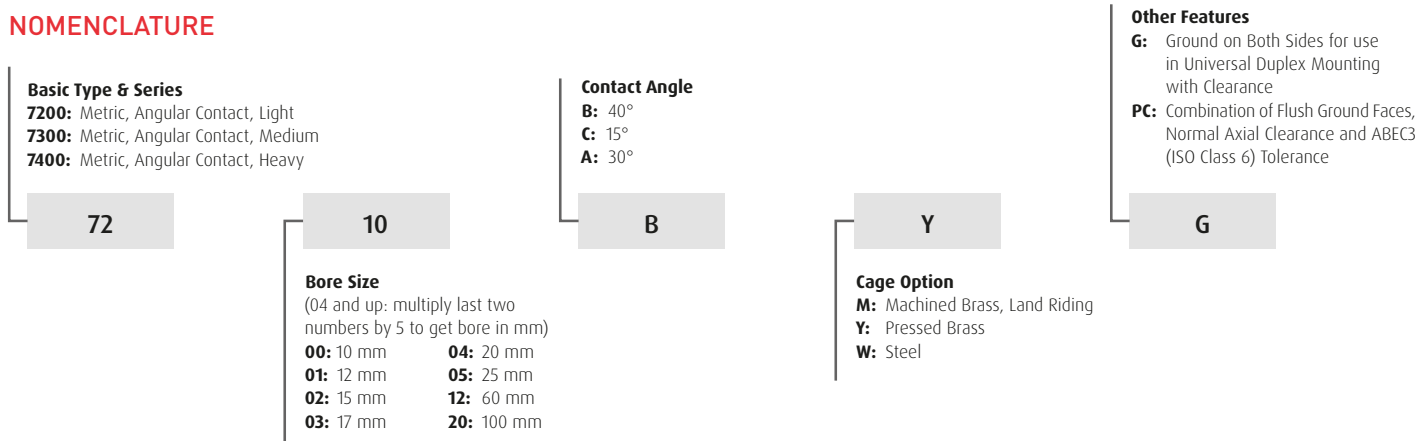 NOMENCLATURE
Basic Type & Series
7200: Metric, Angular Contact, Light
7300: Metric, Angular Contact, Medium
7400: Metric, Angular Contact, Heavy
72
10
Bore Size
(04 and up: multiply last two
numbers by 5 to get bore in mm)
00: 10 mm 04: 20 mm
01: 12 mm 05: 25 mm
02: 15 mm 12: 60 mm
03: 17 mm 20: 100 mm
Contact Angle
B: 40°
C: 15°
A: 30°
B
Y
Cage Option
M: Machined Brass, Land Riding
Y: Pressed Brass
W: Steel
Other Features
G: Ground on Both Sides for use
in Universal Duplex Mounting
with Clearance
PC: Combination of Flush Ground Faces,
Normal Axial Clearance and ABEC3
(ISO Class 6) Tolerance
G